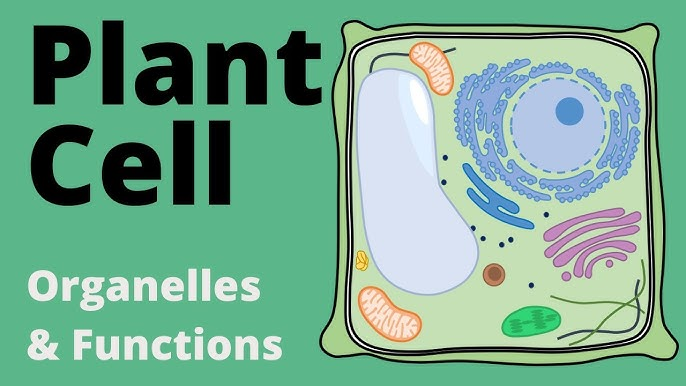 Plant
Cell
Organelles
& Functions